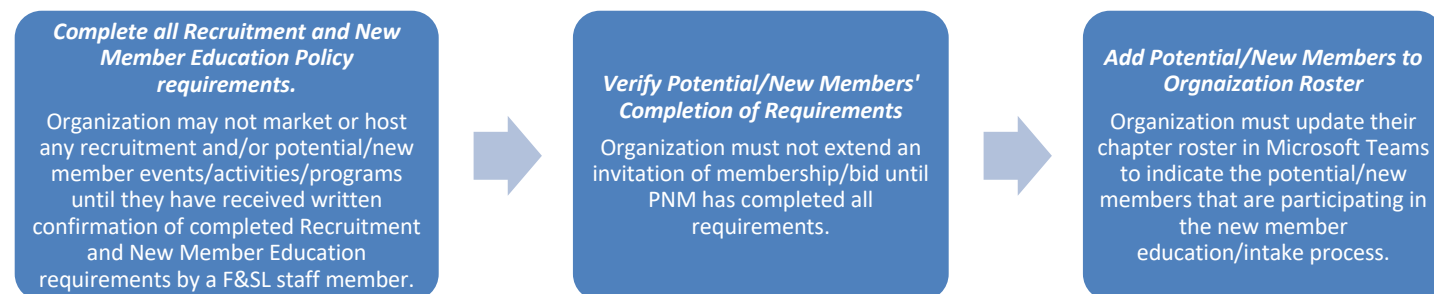 Complete all Recruitment and New
Member Education Policy
requirements.
Organization may not market or host
any recruitment and/or potential/new
member events/activities/programs
until they have received written
confirmation of completed Recruitment
and New Member Education
requirements by a F&SL staff member.
Verify Potential/New Members'
Completion of Requirements
Organization must not extend an
invitation of membership/bid until
PNM has completed all
requirements.
Add Potential/New Members to
Orgnaization Roster
Organization must update their
chapter roster in Microsoft Teams
to indicate the potential/new
members that are participating in
the new member
education/intake process.